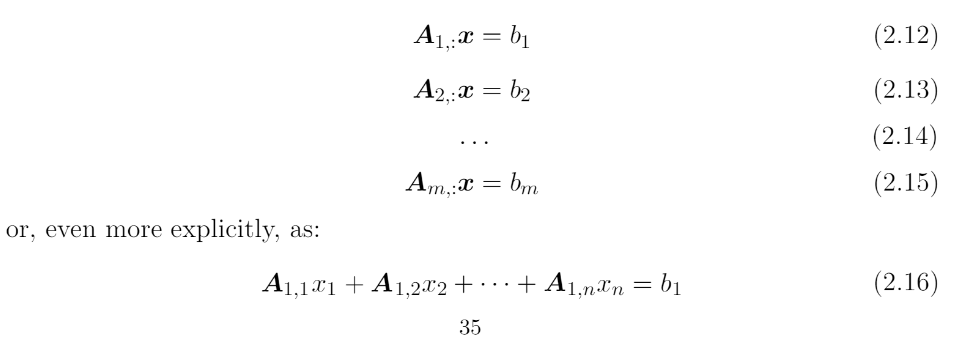 A₁,:x = b₁ (2.12)
A₂,:x = b₂ (2.13)
. . . (2.14)
Aₘ,:x = bₘ (2.15)
or, even more explicitly, as:
A₁,₁x₁ + A₁,₂x₂ + · · · + A₁,ₙxₙ = b₁ (2.16)
35